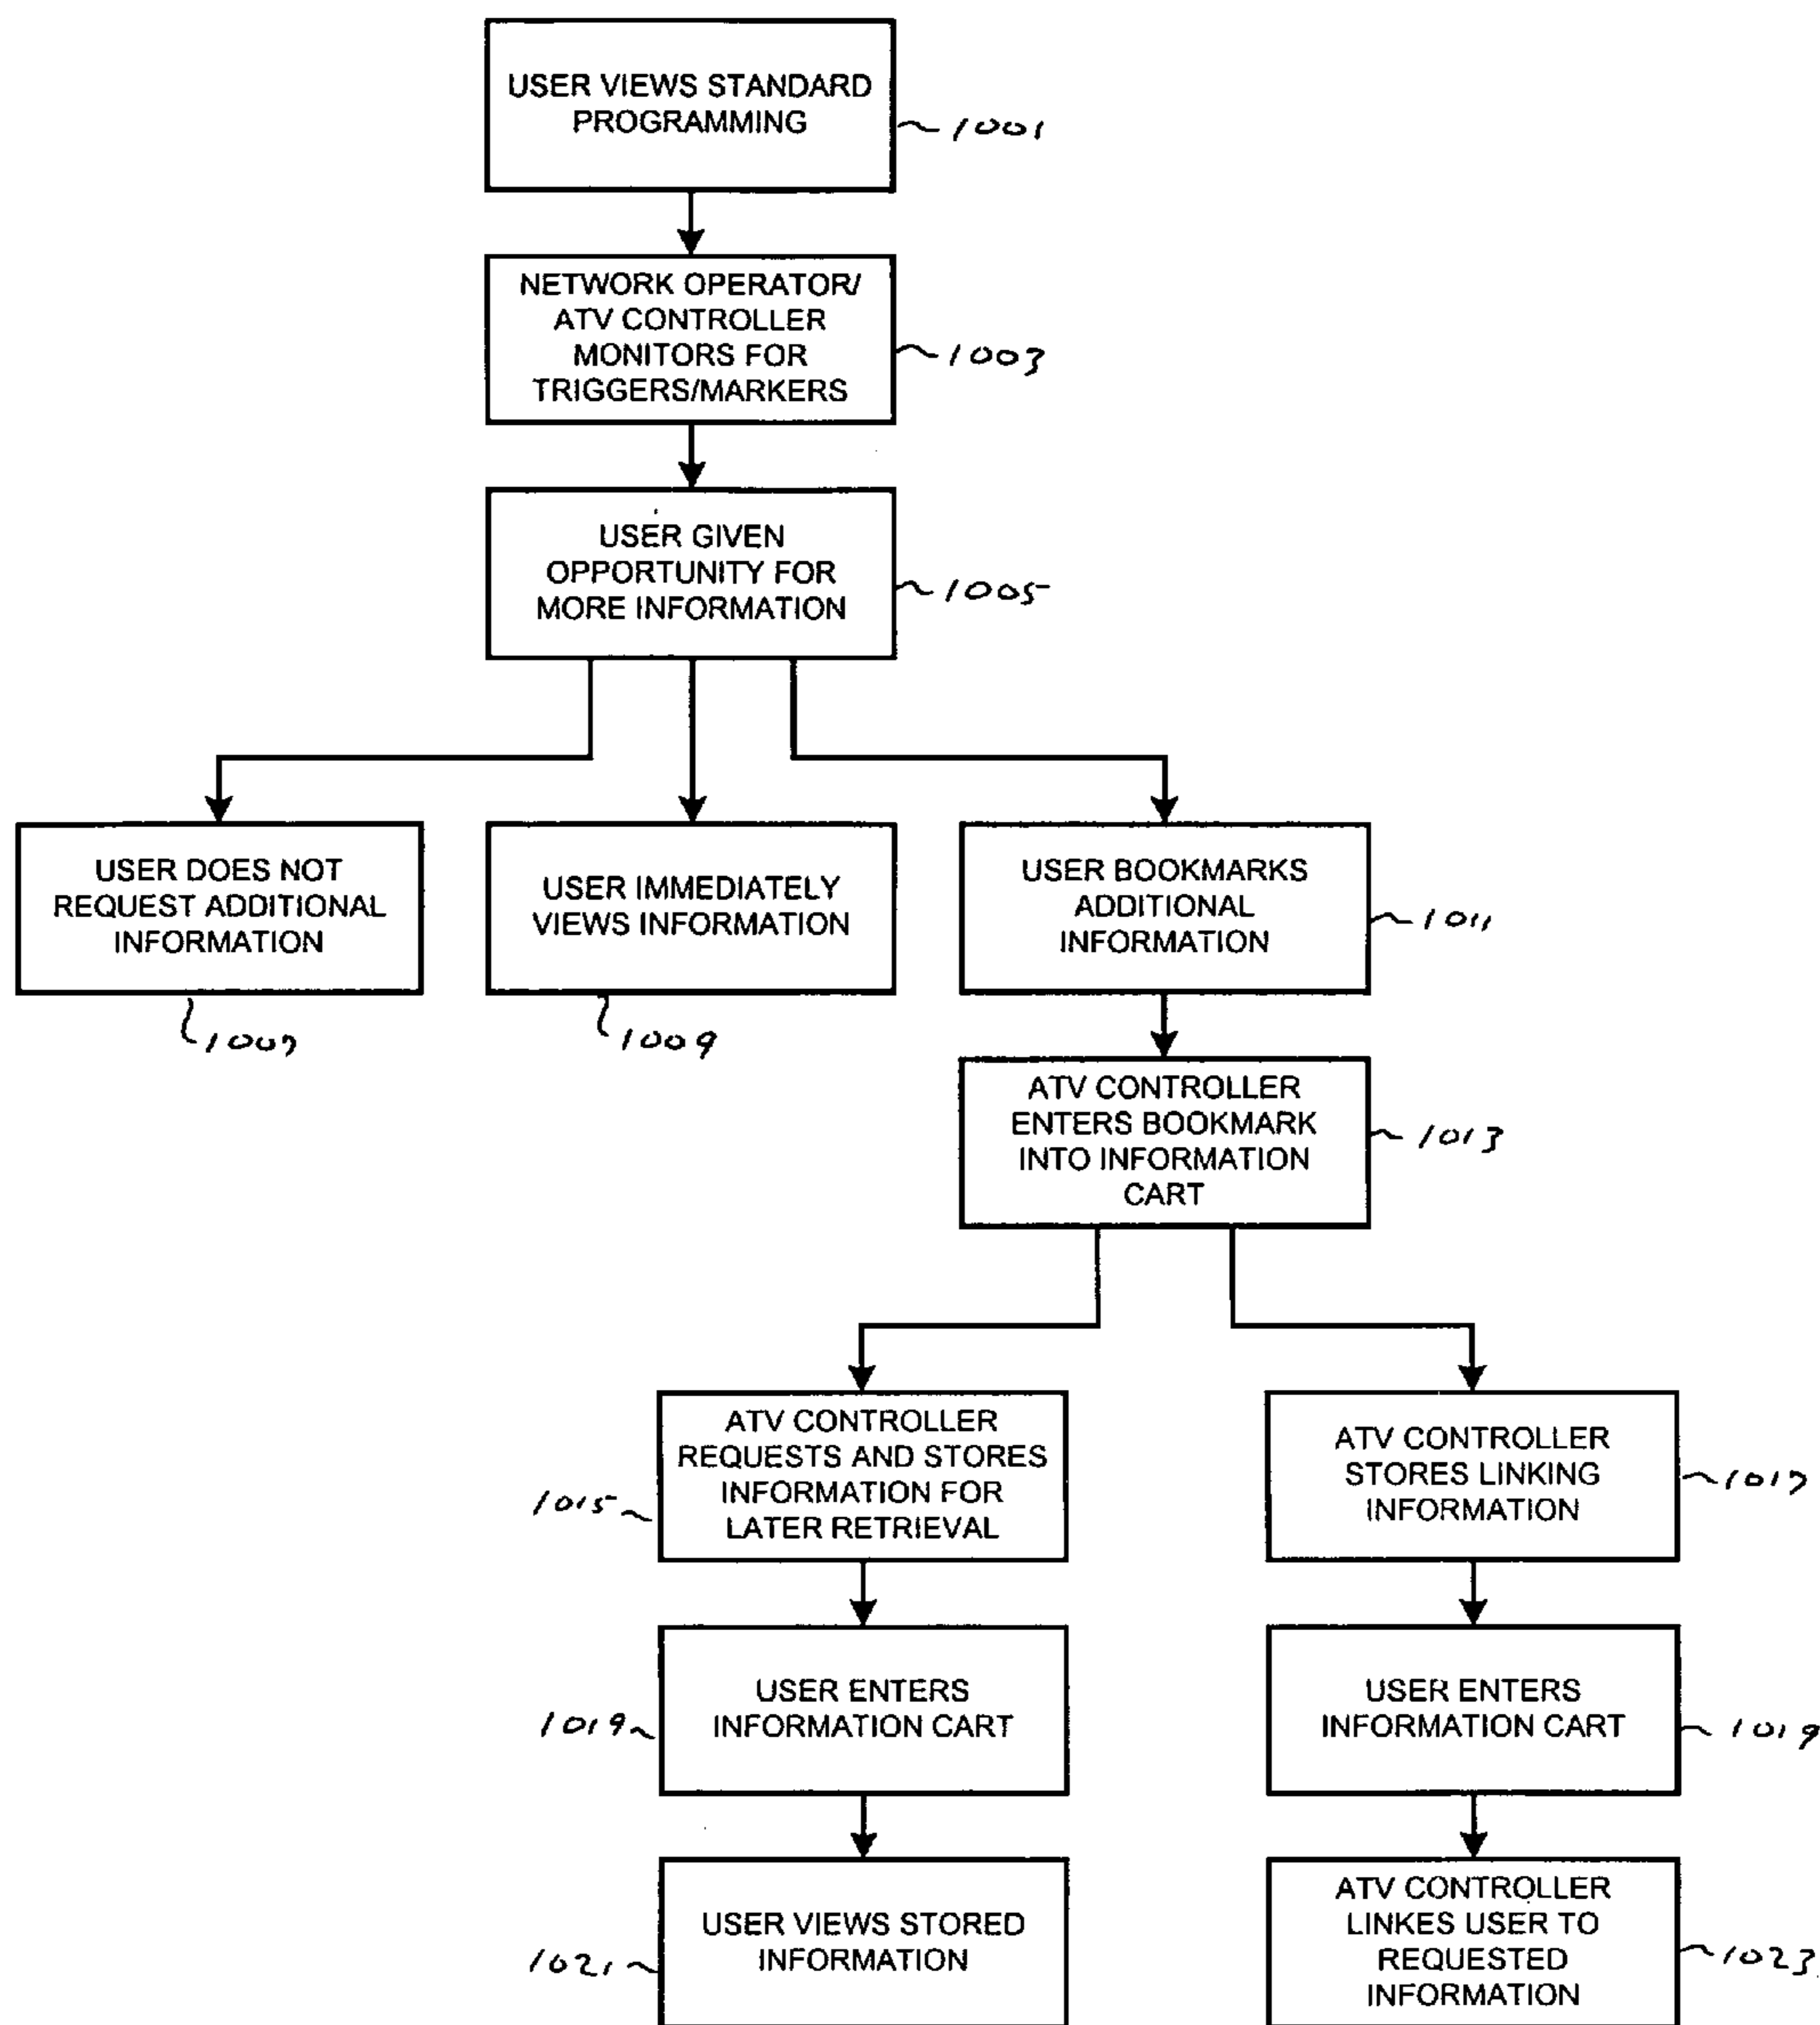 USER VIEWS STANDARD
PROGRAMMING
1001
NETWORK OPERATOR/
ATV CONTROLLER
MONITORS FOR
TRIGGERS/MARKERS
1003
USER GIVEN
OPPORTUNITY FOR
MORE INFORMATION
1005
USER DOES NOT
REQUEST ADDITIONAL
INFORMATION
1007
USER IMMEDIATELY
VIEWS INFORMATION
1009
USER BOOKMARKS
ADDITIONAL
INFORMATION
1011
ATV CONTROLLER
ENTERS BOOKMARK
INTO INFORMATION
CART
1013
ATV CONTROLLER
REQUESTS AND STORES
INFORMATION FOR
LATER RETRIEVAL
1015
ATV CONTROLLER
STORES LINKING
INFORMATION
1017
USER ENTERS
INFORMATION CART
1019
USER ENTERS
INFORMATION CART
1019
USER VIEWS STORED
INFORMATION
1021
ATV CONTROLLER
LINKES USER TO
REQUESTED
INFORMATION
1023